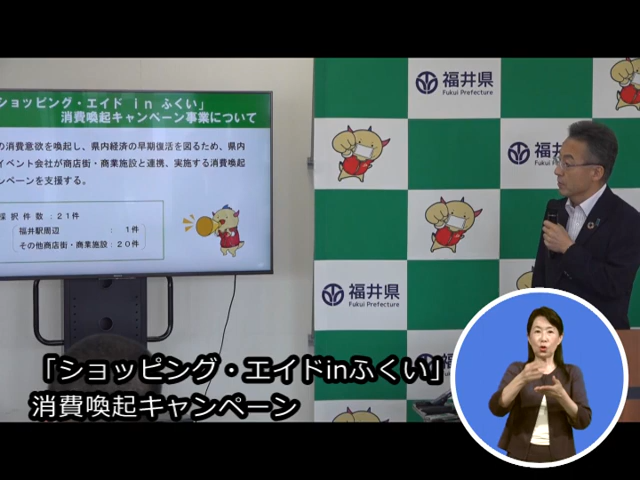 ショッピング・エイド in ふくい」
消費喚起キャンペーン事業について
の消費意欲を喚起し、県内経済の早期復活を図るため、県内
イベント会社が商店街・商業施設と連携、実施する消費喚起
ンペーンを支援する。
採択件数：21件
福井駅周辺　：　1件
その他商店街・商業施設：20件
福井県
Fukui Prefecture
福井
Fukui Pref
福井県
Fukui Prefecture
福井
Fukui
「ショッピング・エイドinふくい」
消費喚起キャンペーン